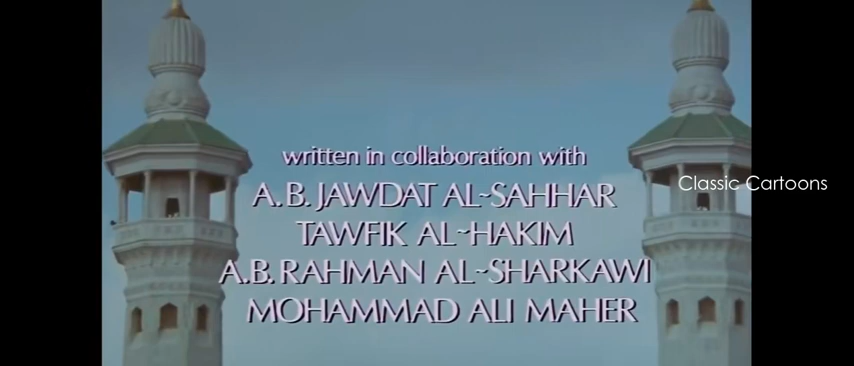 written in collaboration with
A.B. JAWDAT AL~SAHHAR
TAWFIK AL~HAKIM
A.B. RAHMAN AL~SHARKAWI
MOHAMMAD ALI MAHER
Classic Cartoons